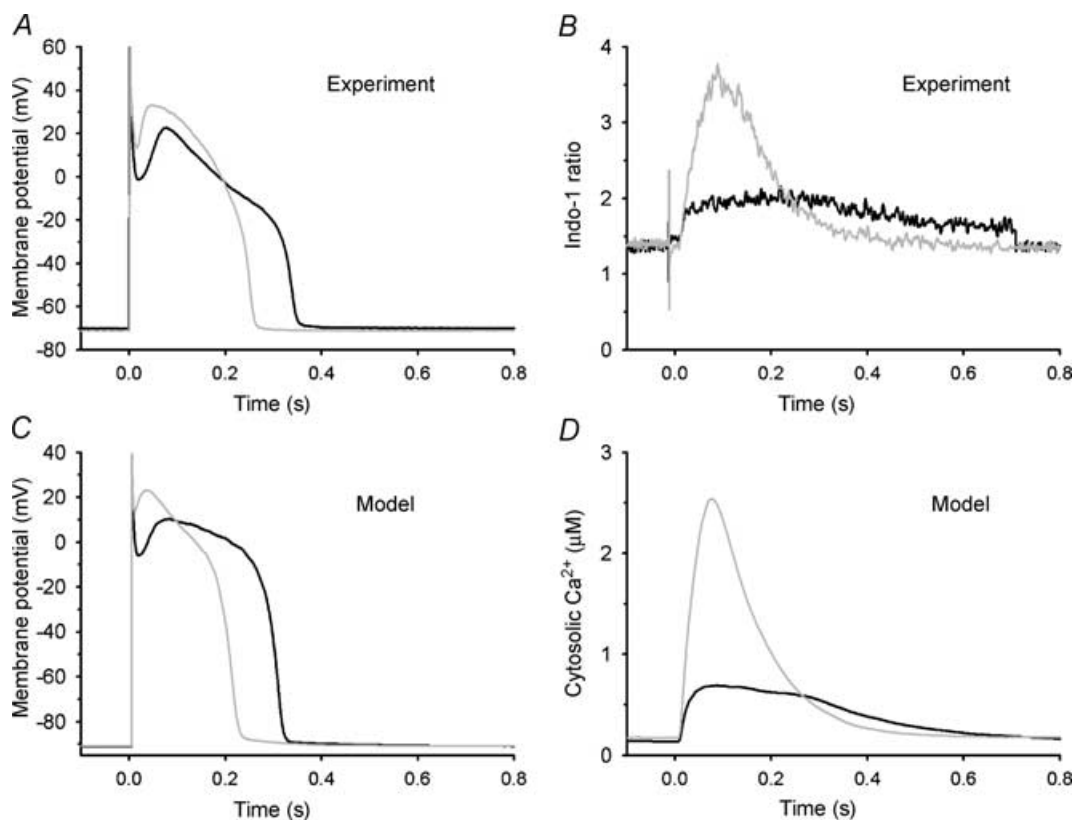 A
B
60
40
20
0
-20
-40
-60
-80
Membrane potential (mV)
Experiment
0.0 0.2 0.4 0.6 0.8
Time (s)
4
3
2
1
0
Indo-1 ratio
Experiment
0.0 0.2 0.4 0.6 0.8
Time (s)
C
D
40
20
0
-20
-40
-60
-80
Membrane potential (mV)
Model
0.0 0.2 0.4 0.6 0.8
Time (s)
3
2
1
0
Cytosolic Ca²⁺ (µM)
Model
0.0 0.2 0.4 0.6 0.8
Time (s)